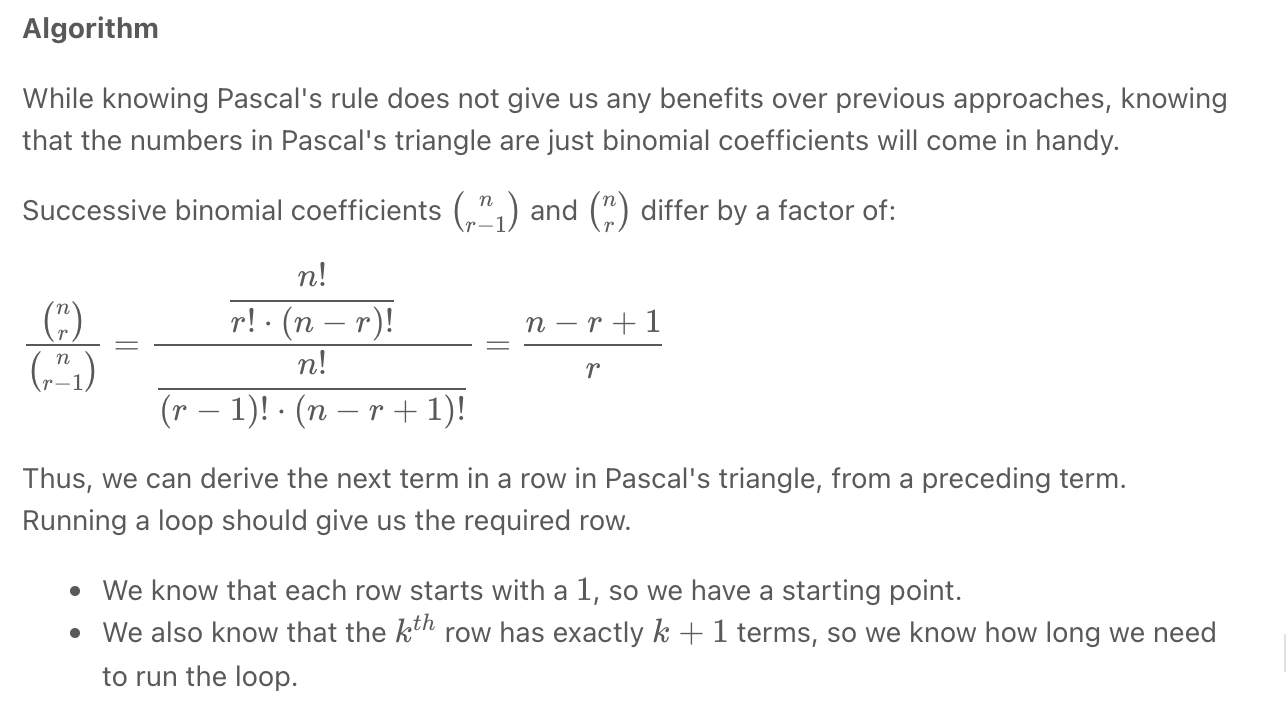 Algorithm
While knowing Pascal's rule does not give us any benefits over previous approaches, knowing
that the numbers in Pascal's triangle are just binomial coefficients will come in handy.
Successive binomial coefficients $\binom{n}{r-1}$ and $\binom{n}{r}$ differ by a factor of:
$\frac{\binom{n}{r}}{\binom{n}{r-1}} = \frac{\frac{n!}{r! \cdot (n-r)!}}{\frac{n!}{(r-1)! \cdot (n-r+1)!}} = \frac{n-r+1}{r}$
Thus, we can derive the next term in a row in Pascal's triangle, from a preceding term.
Running a loop should give us the required row.
• We know that each row starts with a $1$, so we have a starting point.
• We also know that the $k^{th}$ row has exactly $k+1$ terms, so we know how long we need
to run the loop.